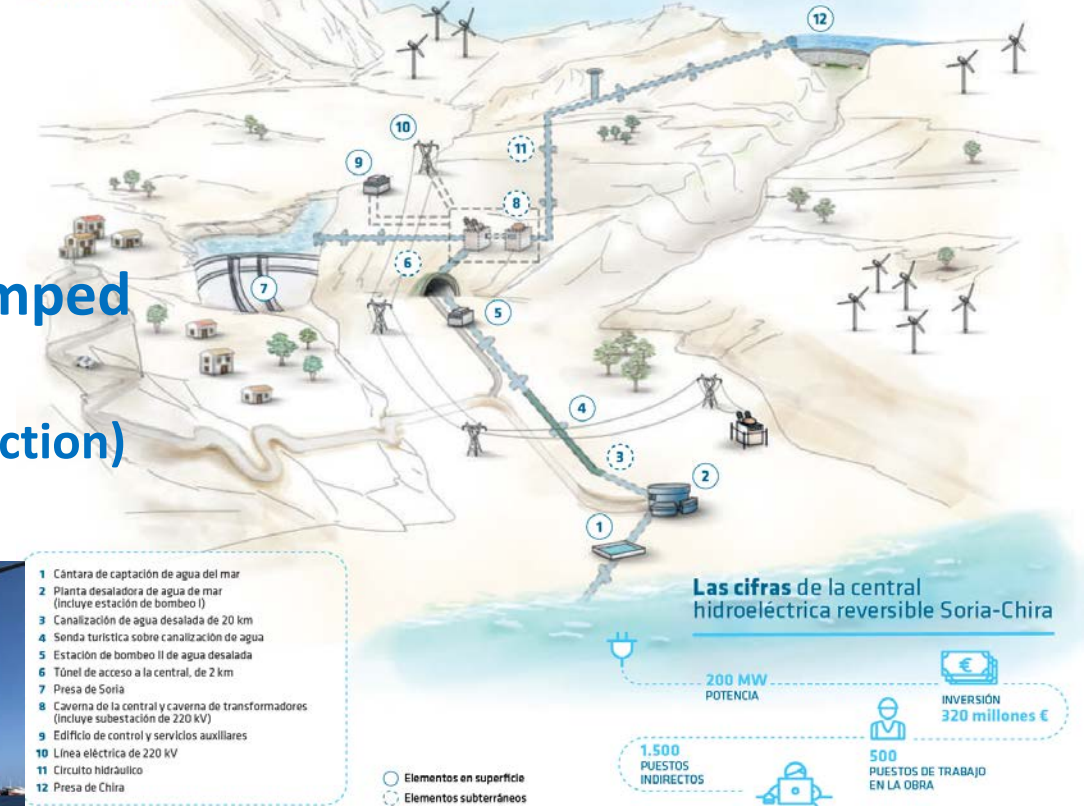 12
10
9
11
8
6
mped
7
5
ction)
4
3
2
1
1 Cántara de captación de agua del mar
2 Planta desaladora de agua de mar
(incluye estación de bombeo I)
3 Canalización de agua desalada de 20 km
4 Senda turística sobre canalización de agua
5 Estación de bombeo II de agua desalada
6 Túnel de acceso a la central, de 2 km
7 Presa de Soria
8 Caverna de la central y caverna de transformadores
(incluye subestación de 220 kV)
9 Edificio de control y servicios auxiliares
10 Línea eléctrica de 220 kV
11 Circuito hidráulico
12 Presa de Chira
Elementos en superficie
Elementos subterráneos
Las cifras de la central
hidroeléctrica reversible Soria-Chira
200 MW
POTENCIA
€
INVERSIÓN
320 millones €
1.500
PUESTOS
INDIRECTOS
500
PUESTOS DE TRABAJO
EN LA OBRA